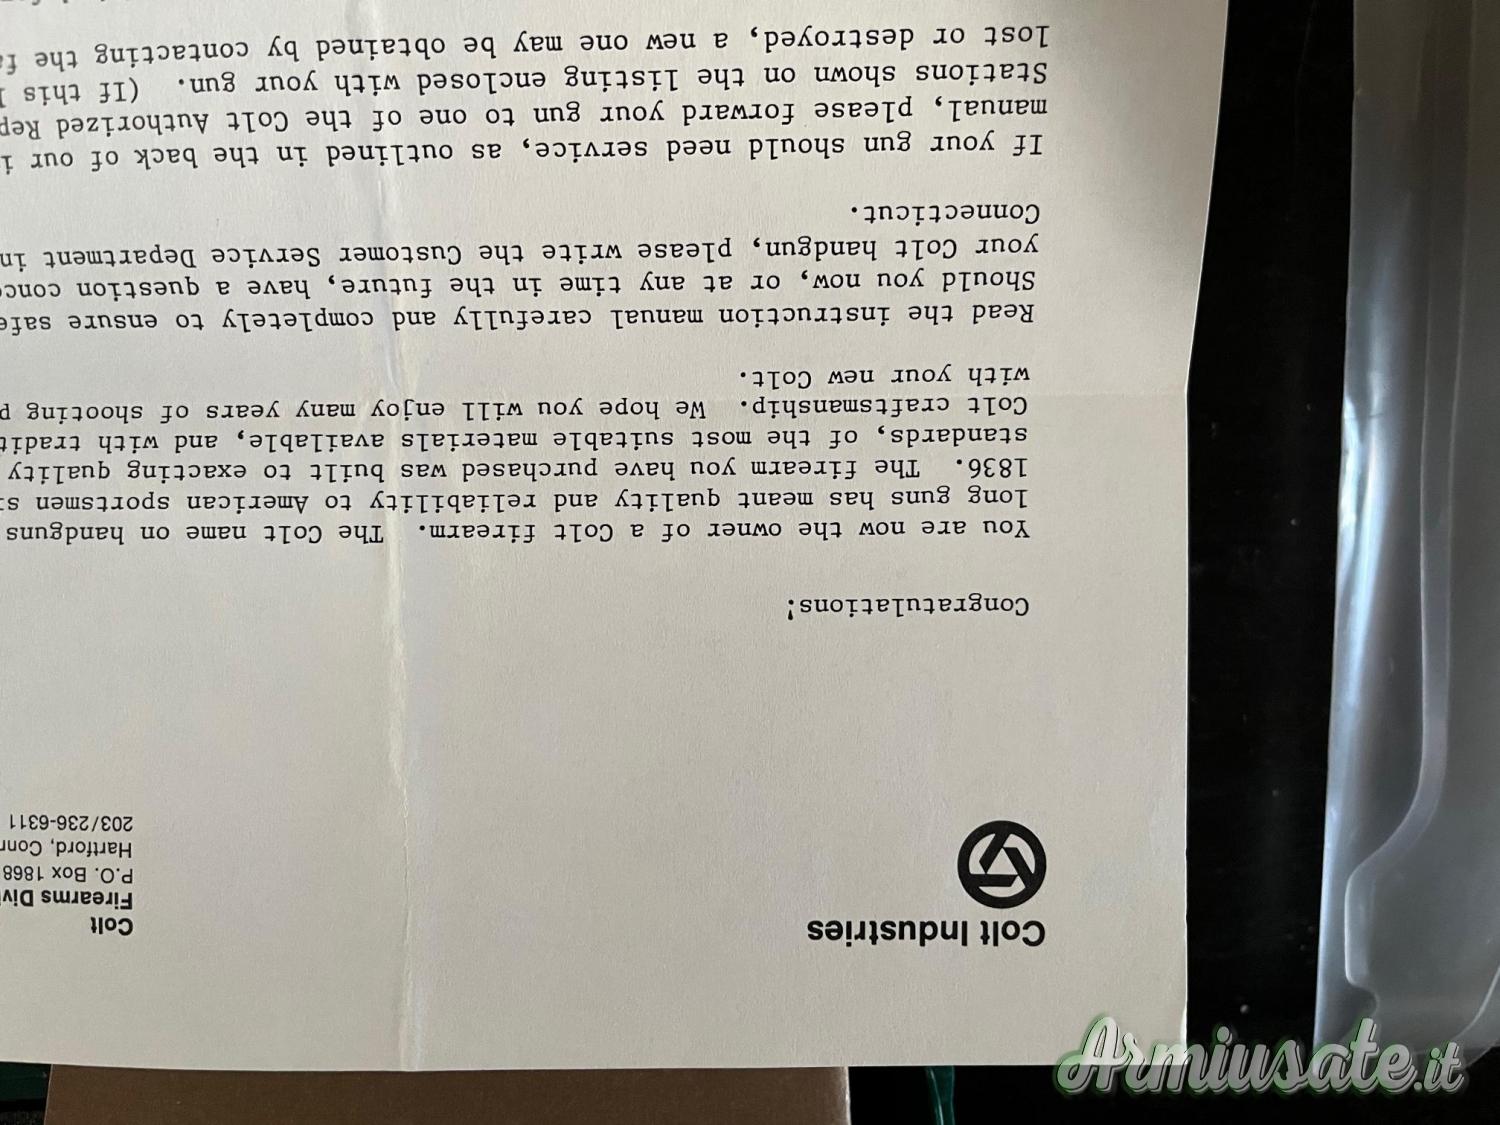 Colt Industries
Colt
Firearms
P.O. Box 1868
Hartford,
203/236-6311
Congratulations!
You are now the owner of a Colt firearm. The Colt name on handguns
long guns has meant quality and reliability to American sportsmen
1836. The firearm you have purchased was built to exacting quality
standards, of the most suitable materials available, and with
Colt craftsmanship. We hope you will enjoy many years of shooting
with your new Colt.
Read the instruction manual carefully and completely to ensure
Should you now, or at any time in the future, have a question
your Colt handgun, please write the Customer Service Department in
Connecticut.
If your gun should need service, as outlined in the back of our
manual, please forward your gun to one of the Colt Authorized
Stations shown on the listing enclosed with your gun. (If this
lost or destroyed, a new one may be obtained by contacting the
Armiusate.it